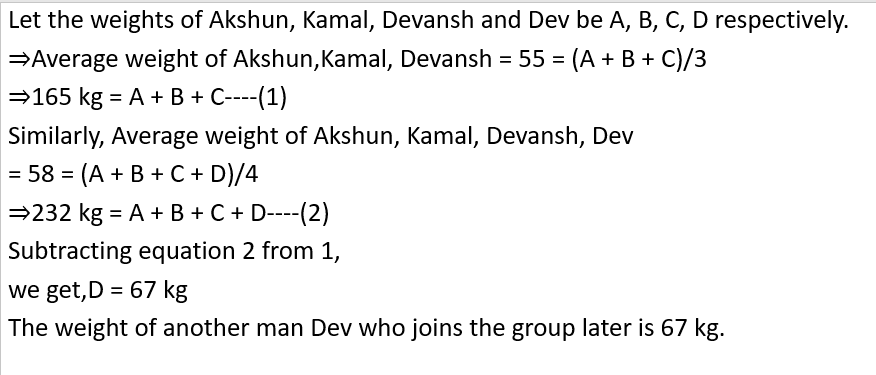 Let the weights of Akshun, Kamal, Devansh and Dev be A, B, C, D respectively.
⇒Average weight of Akshun,Kamal, Devansh = 55 = (A + B + C)/3
⇒165 kg = A + B + C----(1)
Similarly, Average weight of Akshun, Kamal, Devansh, Dev
= 58 = (A + B + C + D)/4
⇒232 kg = A + B + C + D----(2)
Subtracting equation 2 from 1,
we get,D = 67 kg
The weight of another man Dev who joins the group later is 67 kg.